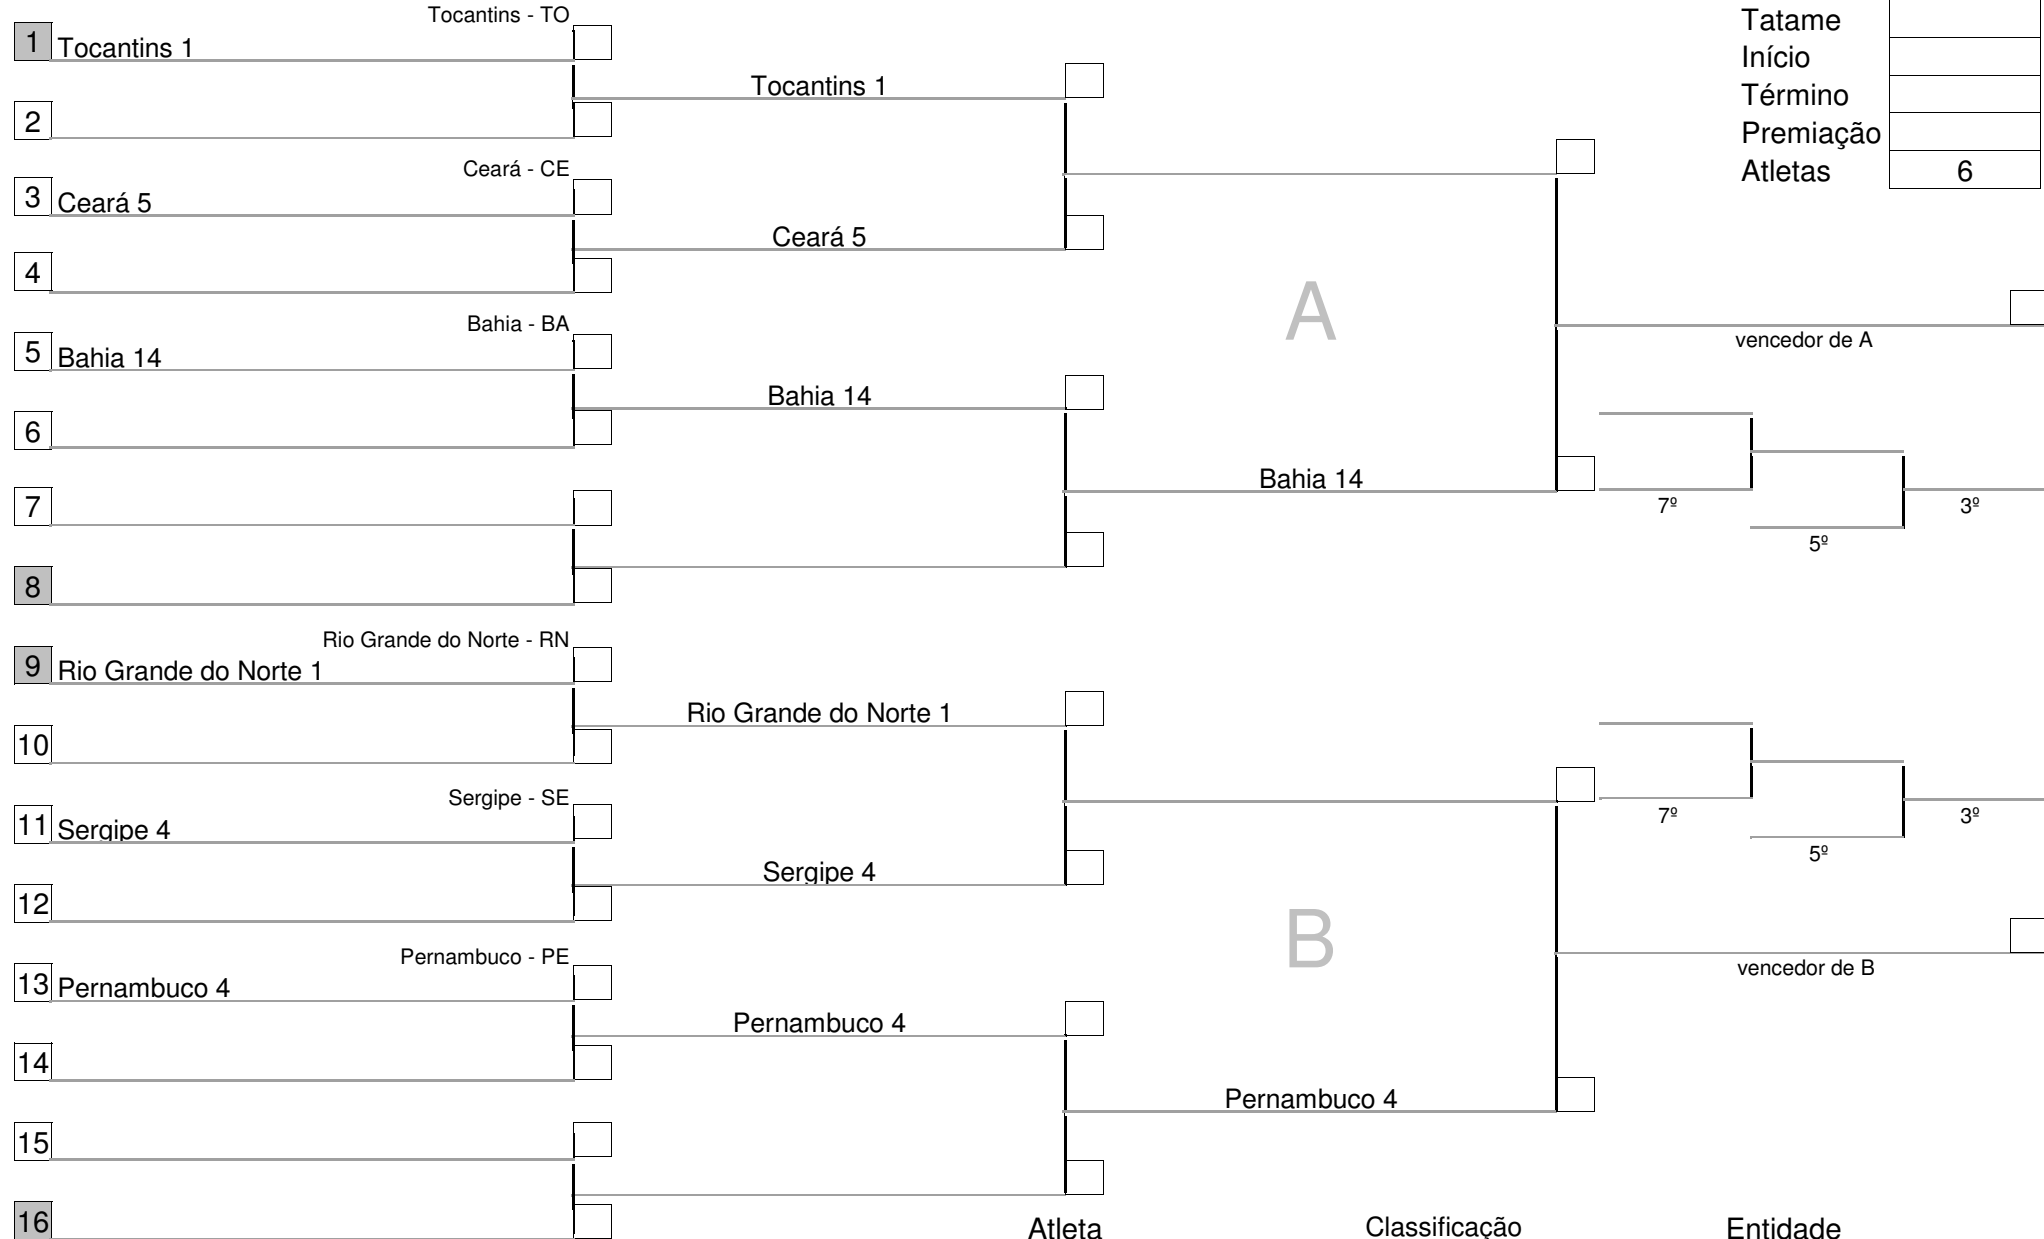 Tocantins - TO
1 Tocantins 1
Tocantins 1
2
Ceará - CE
3 Ceará 5
Ceará 5
4
Bahia - BA
5 Bahia 14
Bahia 14
6
Bahia 14
7
8
Rio Grande do Norte - RN
9 Rio Grande do Norte 1
Rio Grande do Norte 1
10
Sergipe - SE
11 Sergipe 4
Sergipe 4
12
Pernambuco - PE
13 Pernambuco 4
Pernambuco 4
14
Pernambuco 4
15
16
A
B
Tatame
Início
Término
Premiação
Atletas 6
vencedor de A
7º
3º
5º
7º
3º
5º
vencedor de B
Atleta Classificação Entidade